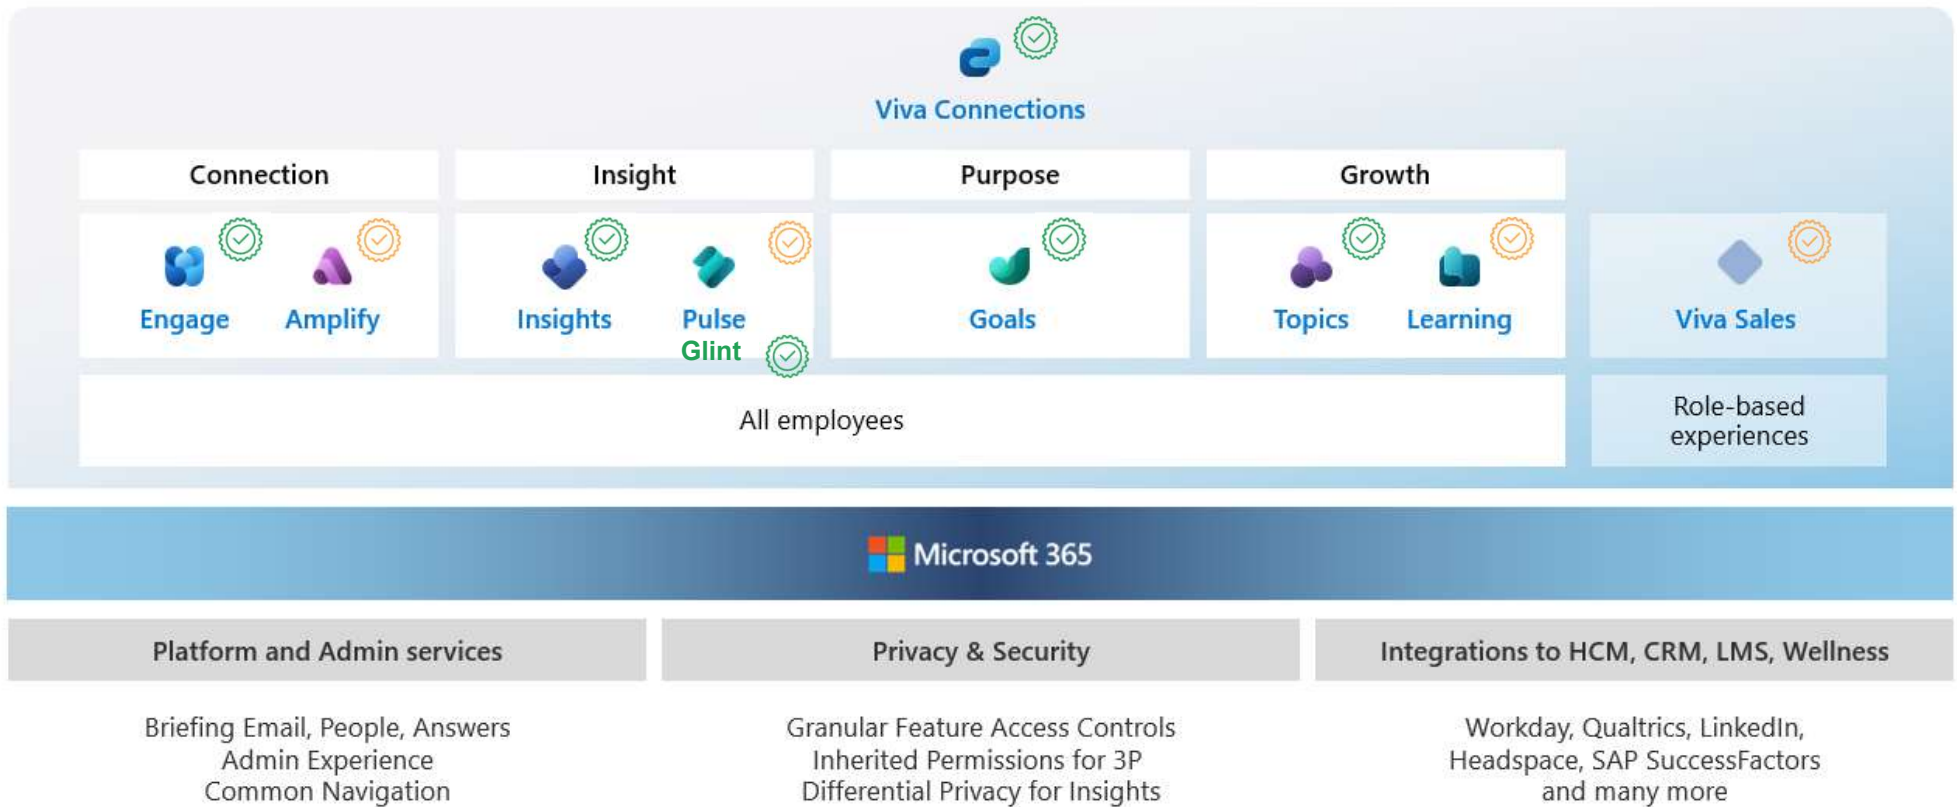 Viva Connections
Connection
Insight
Purpose
Growth
Engage
Amplify
Insights
Pulse
Glint
Goals
Topics
Learning
Viva Sales
All employees
Role-based
experiences
Microsoft 365
Platform and Admin services
Privacy & Security
Integrations to HCM, CRM, LMS, Wellness
Briefing Email, People, Answers
Admin Experience
Common Navigation
Granular Feature Access Controls
Inherited Permissions for 3P
Differential Privacy for Insights
Workday, Qualtrics, LinkedIn,
Headspace, SAP SuccessFactors
and many more